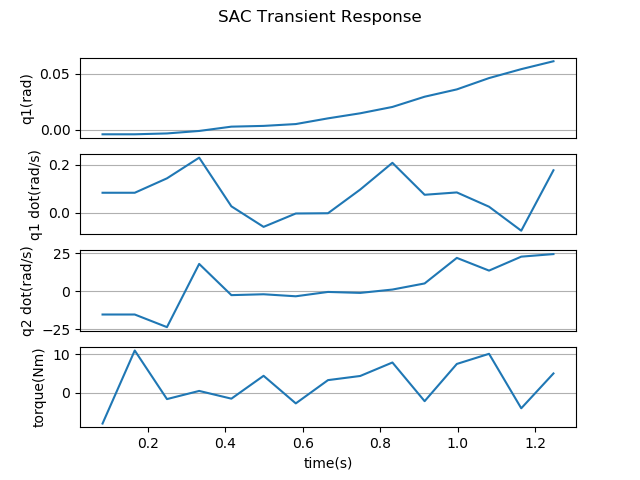 SAC Transient Response
0.05
0.00
q1(rad)
0.2
0.0
q1 dot(rad/s)
25
0
−25
q2 dot(rad/s)
10
0
torque(Nm)
0.2 0.4 0.6 0.8 1.0 1.2
time(s)